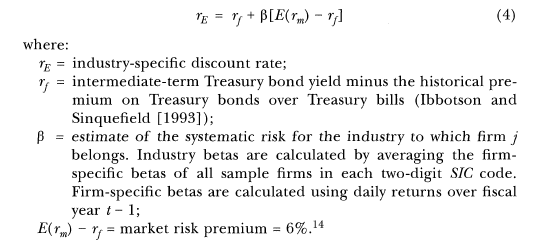 r_E = r_f + β[E(r_m) − r_f] (4)
where:
r_E = industry-specific discount rate;
r_f = intermediate-term Treasury bond yield minus the historical pre-
mium on Treasury bonds over Treasury bills (Ibbotson and
Sinquefield [1993]);
β = estimate of the systematic risk for the industry to which firm j
belongs. Industry betas are calculated by averaging the firm-
specific betas of all sample firms in each two-digit SIC code.
Firm-specific betas are calculated using daily returns over fiscal
year t − 1;
E(r_m) − r_f = market risk premium = 6%.¹⁴